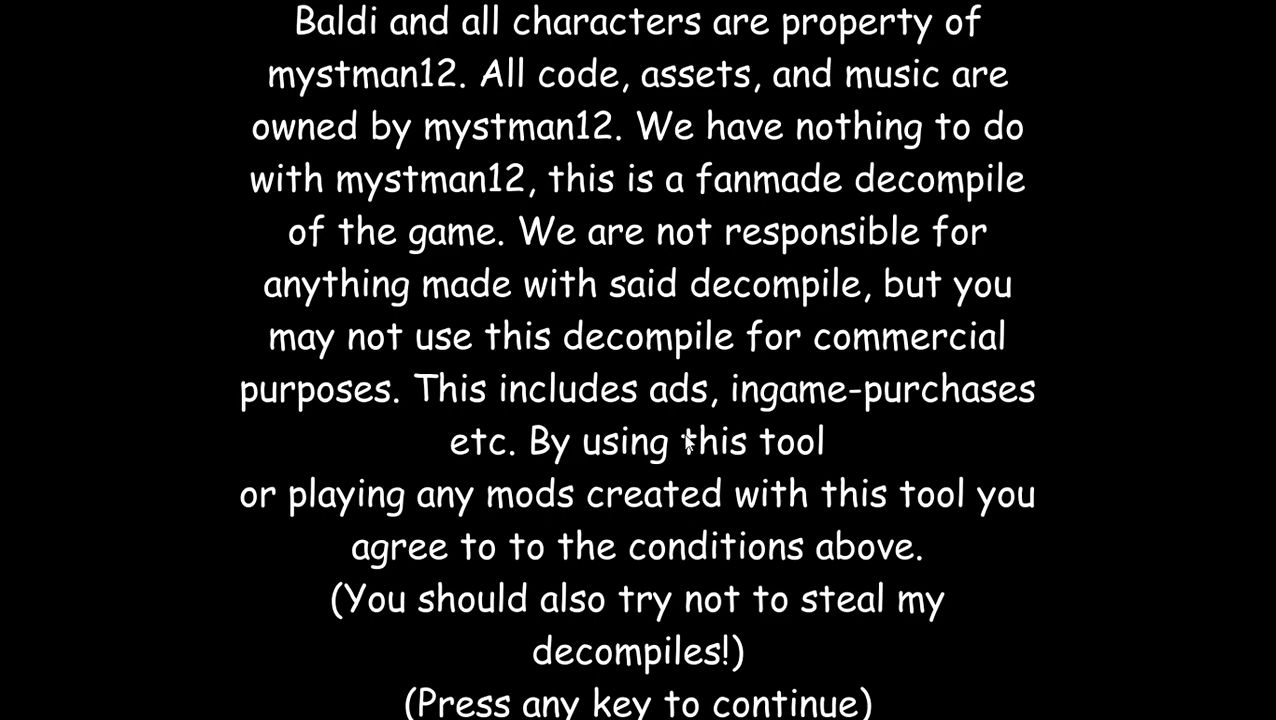 Baldi and all characters are property of
mystman12. All code, assets, and music are
owned by mystman12. We have nothing to do
with mystman12, this is a fanmade decompile
of the game. We are not responsible for
anything made with said decompile, but you
may not use this decompile for commercial
purposes. This includes ads, ingame-purchases
etc. By using this tool
or playing any mods created with this tool you
agree to to the conditions above.
(You should also try not to steal my
decompiles!)
(Press any key to continue)